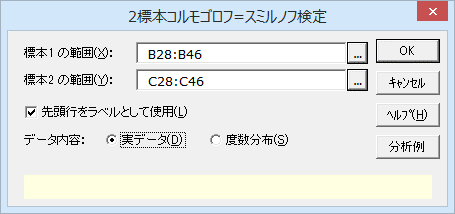 2標本コルモゴロフ=スミルノフ検定
標本1の範囲(X): B28:B46 ... OK
標本2の範囲(Y): C28:C46 ... キャンセル
先頭行をラベルとして使用(L) ヘルプ(H)
データ内容: 実データ(D) 度数分布(S) 分析例